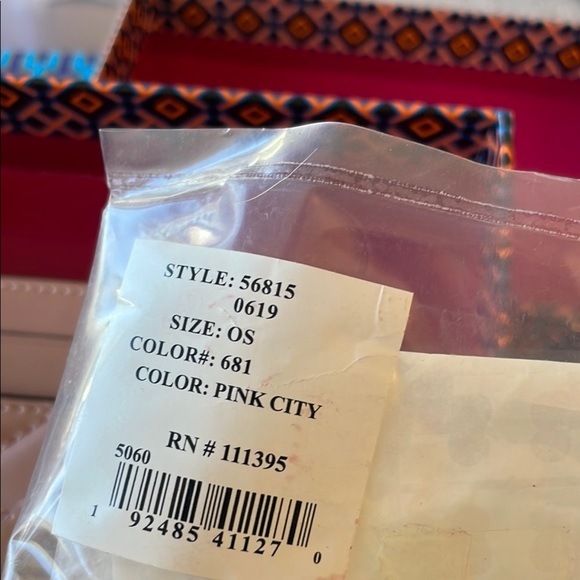 STYLE: 56815
0619
SIZE: OS
COLOR#: 681
COLOR: PINK CITY
RN # 111395
5060
1 92485 41127 0